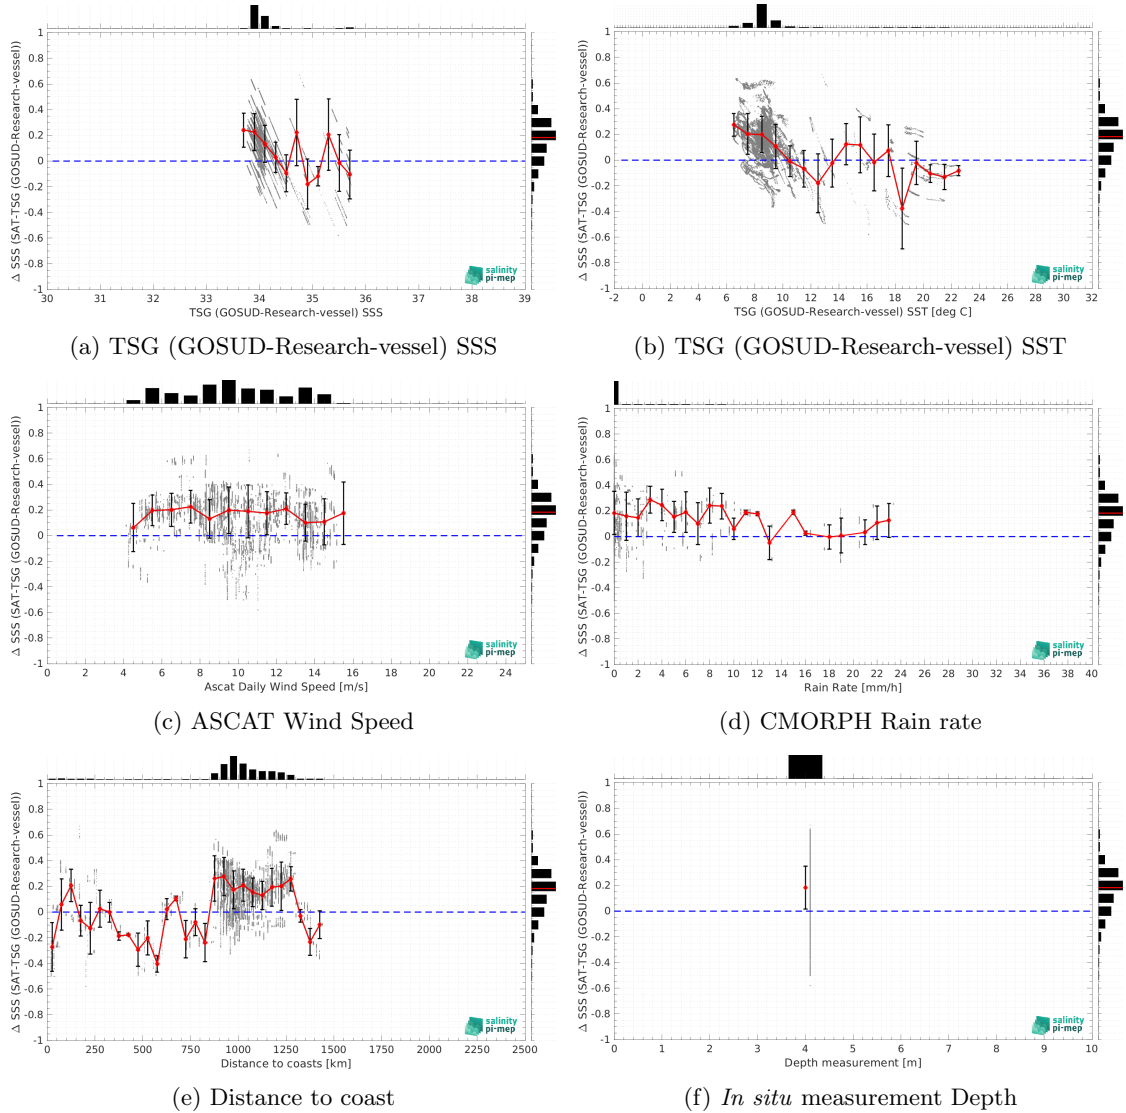 Δ SSS (SAT-TSG (GOSUD-Research-vessel))
1
0.8
0.6
0.4
0.2
0
-0.2
-0.4
-0.6
-0.8
-1
salinity
pi-mep
30 31 32 33 34 35 36 37 38 39
TSG (GOSUD-Research-vessel) SSS
(a) TSG (GOSUD-Research-vessel) SSS
Δ SSS (SAT-TSG (GOSUD-Research-vessel))
1
0.8
0.6
0.4
0.2
0
-0.2
-0.4
-0.6
-0.8
-1
salinity
pi-mep
-2 0 2 4 6 8 10 12 14 16 18 20 22 24 26 28 30 32
TSG (GOSUD-Research-vessel) SST [deg C]
(b) TSG (GOSUD-Research-vessel) SST
Δ SSS (SAT-TSG (GOSUD-Research-vessel))
1
0.8
0.6
0.4
0.2
0
-0.2
-0.4
-0.6
-0.8
-1
salinity
pi-mep
0 2 4 6 8 10 12 14 16 18 20 22 24
Ascat Daily Wind Speed [m/s]
(c) ASCAT Wind Speed
Δ SSS (SAT-TSG (GOSUD-Research-vessel))
1
0.8
0.6
0.4
0.2
0
-0.2
-0.4
-0.6
-0.8
-1
salinity
pi-mep
0 2 4 6 8 10 12 14 16 18 20 22 24 26 28 30 32 34 36 38 40
Rain Rate [mm/h]
(d) CMORPH Rain rate
Δ SSS (SAT-TSG (GOSUD-Research-vessel))
1
0.8
0.6
0.4
0.2
0
-0.2
-0.4
-0.6
-0.8
-1
salinity
pi-mep
0 250 500 750 1000 1250 1500 1750 2000 2250 2500
Distance to coasts [km]
(e) Distance to coast
Δ SSS (SAT-TSG (GOSUD-Research-vessel))
1
0.8
0.6
0.4
0.2
0
-0.2
-0.4
-0.6
-0.8
-1
salinity
pi-mep
0 1 2 3 4 5 6 7 8 9 10
Depth measurement [m]
(f) In situ measurement Depth